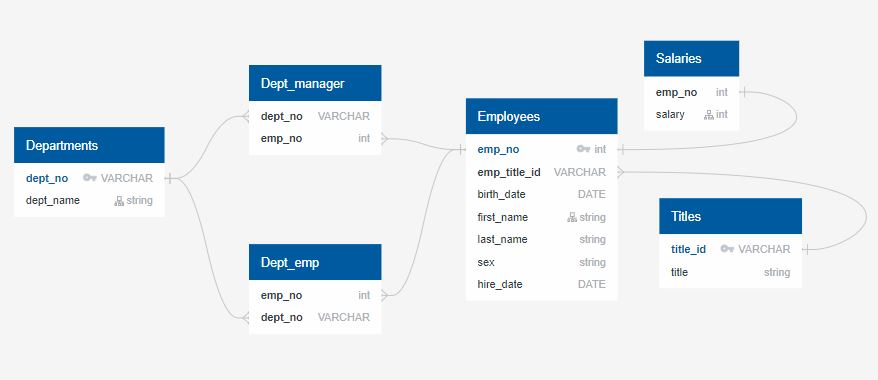 Departments
dept_no VARCHAR
dept_name string
Dept_manager
dept_no VARCHAR
emp_no int
Dept_emp
emp_no int
dept_no VARCHAR
Employees
emp_no int
emp_title_id VARCHAR
birth_date DATE
first_name string
last_name string
sex string
hire_date DATE
Salaries
emp_no int
salary int
Titles
title_id VARCHAR
title string